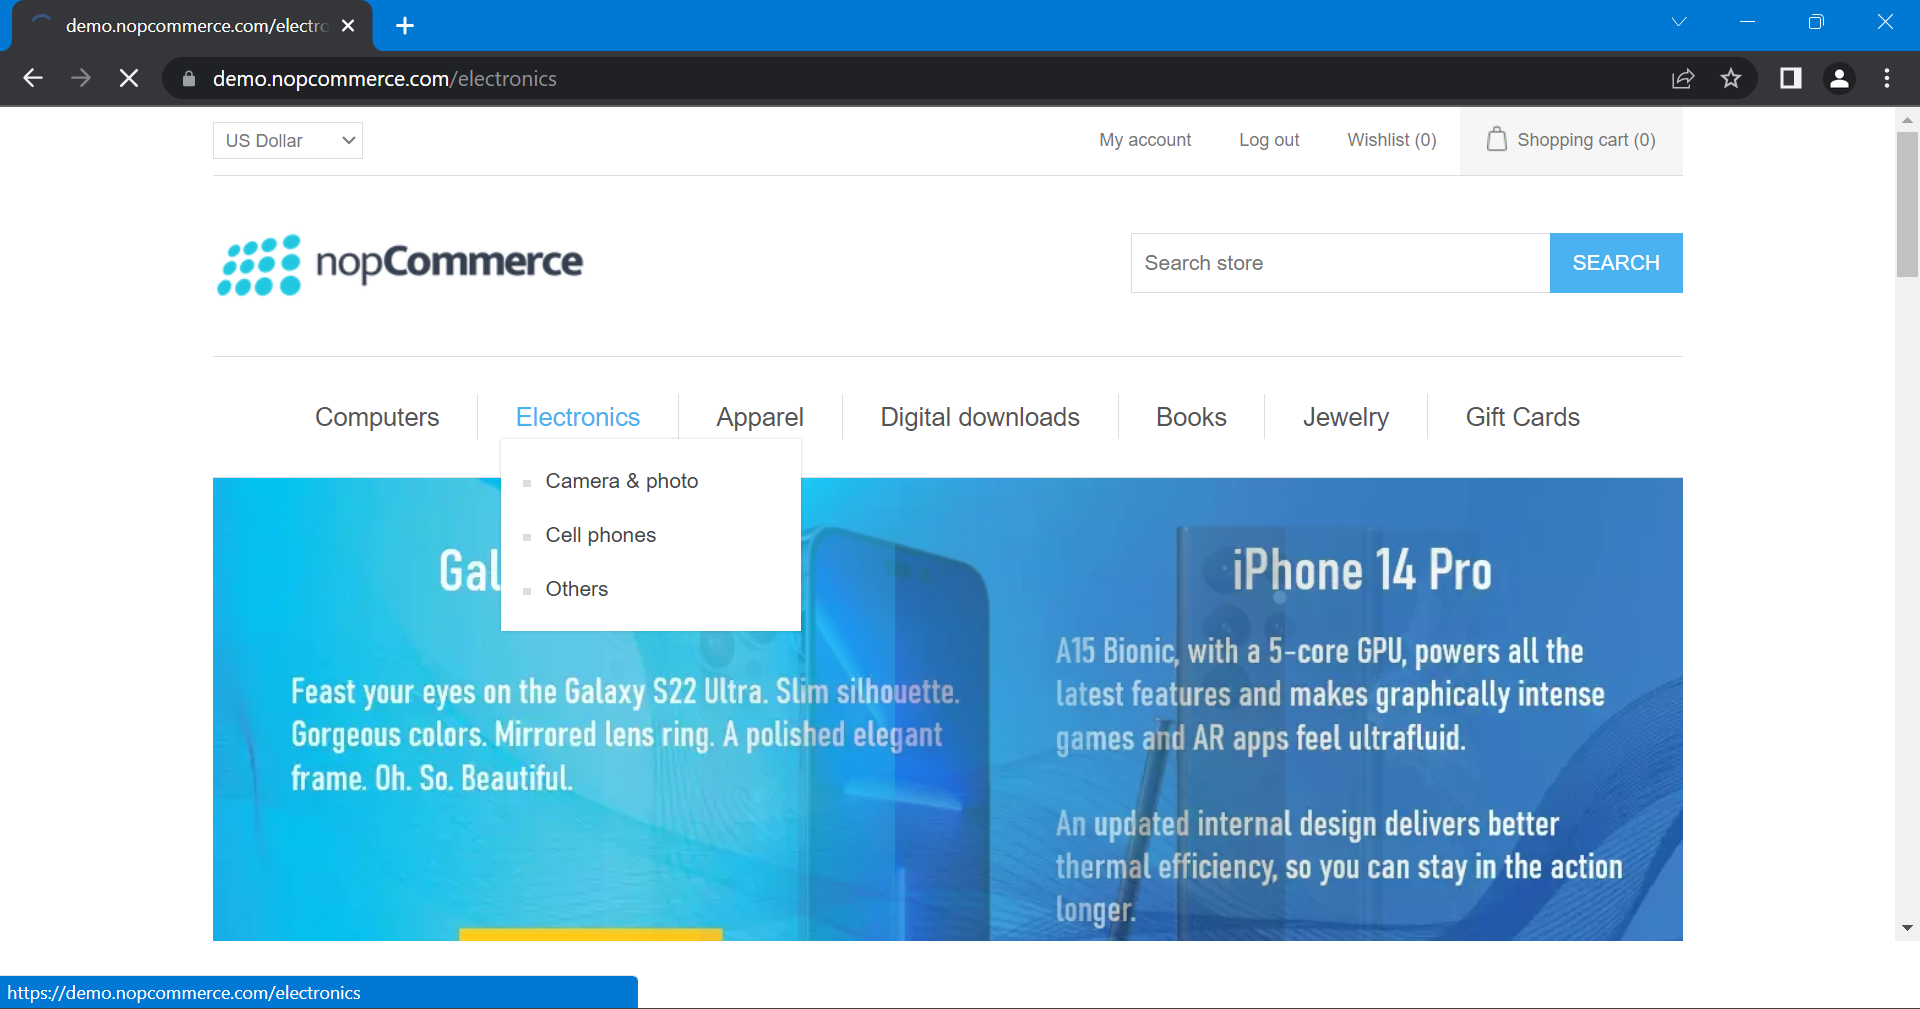 demo.nopcommerce.com/electro
demo.nopcommerce.com/electronics
US Dollar
My account
Log out
Wishlist (0)
Shopping cart (0)
nopCommerce
Search store
SEARCH
Computers
Electronics
Apparel
Digital downloads
Books
Jewelry
Gift Cards
Camera & photo
Cell phones
Others
Gal
Feast your eyes on the Galaxy S22 Ultra. Slim silhouette.
Gorgeous colors. Mirrored lens ring. A polished elegant
frame. Oh. So. Beautiful.
iPhone 14 Pro
A15 Bionic, with a 5-core GPU, powers all the
latest features and makes graphically intense
games and AR apps feel ultrafluid.
An updated internal design delivers better
thermal efficiency, so you can stay in the action
longer.
https://demo.nopcommerce.com/electronics